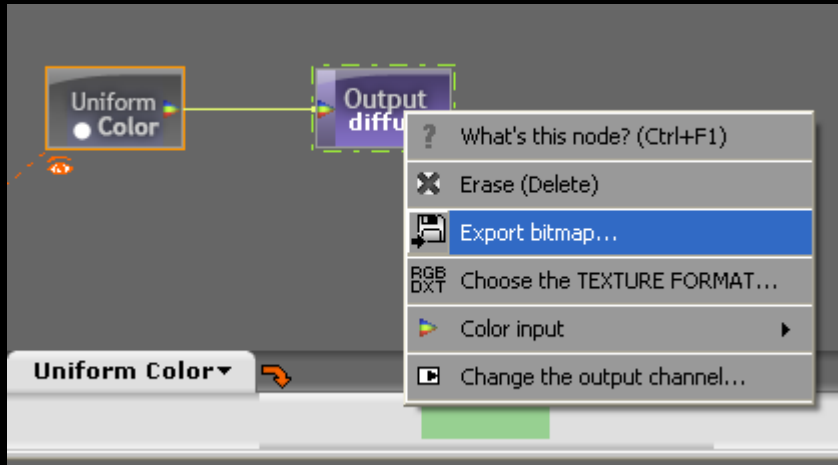 Uniform
Color
Output
diffu
What's this node? (Ctrl+F1)
Erase (Delete)
Export bitmap...
RGB
DXT
Choose the TEXTURE FORMAT...
Color input
Change the output channel...
Uniform Color